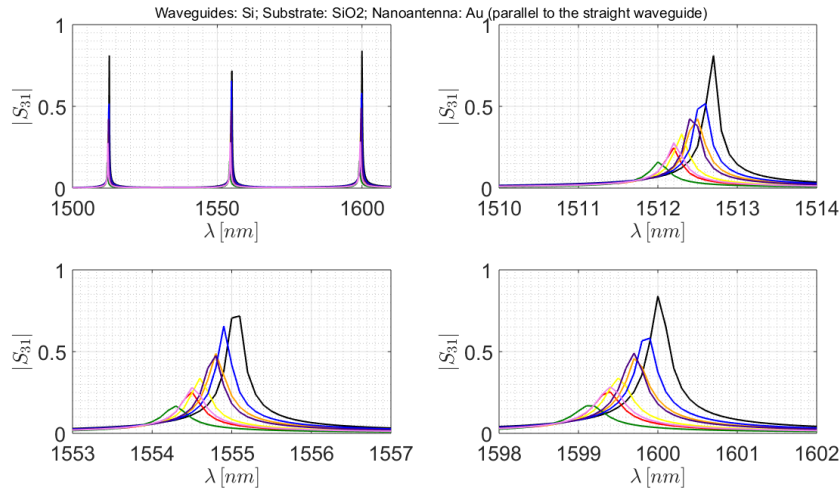 Waveguides: Si; Substrate: SiO2; Nanoantenna: Au (parallel to the straight waveguide)
1
0.5
0
|S31|
1500 1550 1600
λ [nm]
1
0.5
0
|S31|
1510 1511 1512 1513 1514
λ [nm]
1
0.5
0
|S31|
1553 1554 1555 1556 1557
λ [nm]
1
0.5
0
|S31|
1598 1599 1600 1601 1602
λ [nm]